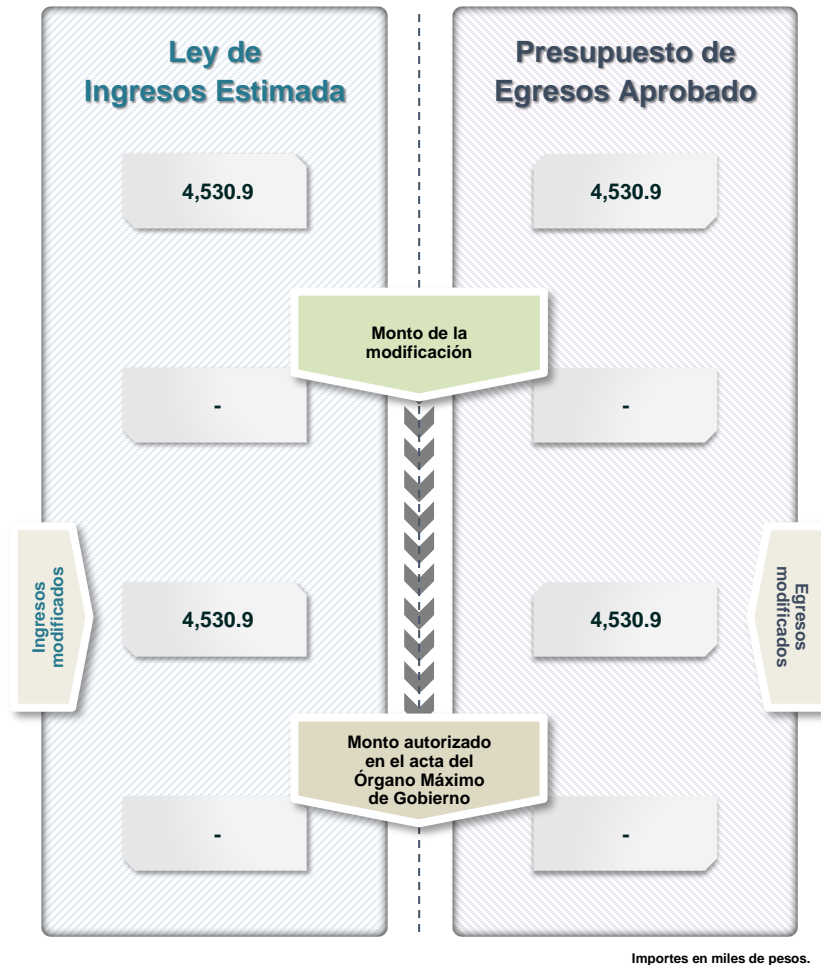 Ley de
Ingresos Estimada
Presupuesto de
Egresos Aprobado
4,530.9
4,530.9
Monto de la
modificación
-
-
Ingresos
modificados
4,530.9
4,530.9
Egresos
modificados
Monto autorizado
en el acta del
Órgano Máximo
de Gobierno
-
-
Importes en miles de pesos.